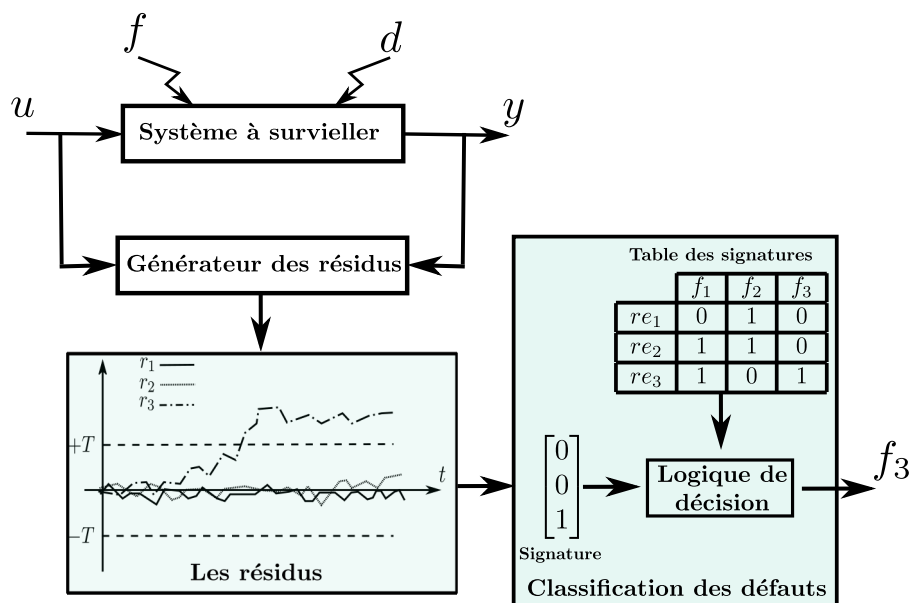 f d
u y
Système à survieller
Générateur des résidus
Table des signatures
f₁ f₂ f₃
re₁ 0 1 0
re₂ 1 1 0
re₃ 1 0 1
r₁
r₂
r₃
+T
t
−T
Les résidus
0
0
1
Signature
Logique de
décision
f₃
Classification des défauts